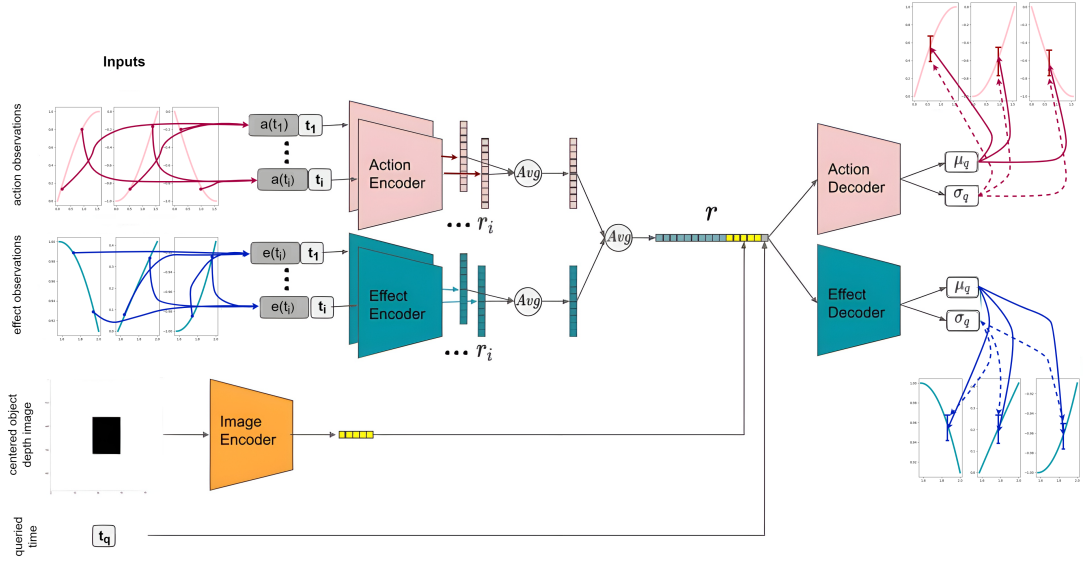 Inputs
action observations
a(t1) t1
a(ti) ti
Action
Encoder
... ri
Avg
effect observations
e(ti) t1
e(ti) ti
Effect
Encoder
... ri
Avg
Avg
r
centered object
depth image
Image
Encoder
queried
time
tq
Action
Decoder
μq
σq
Effect
Decoder
μq
σq